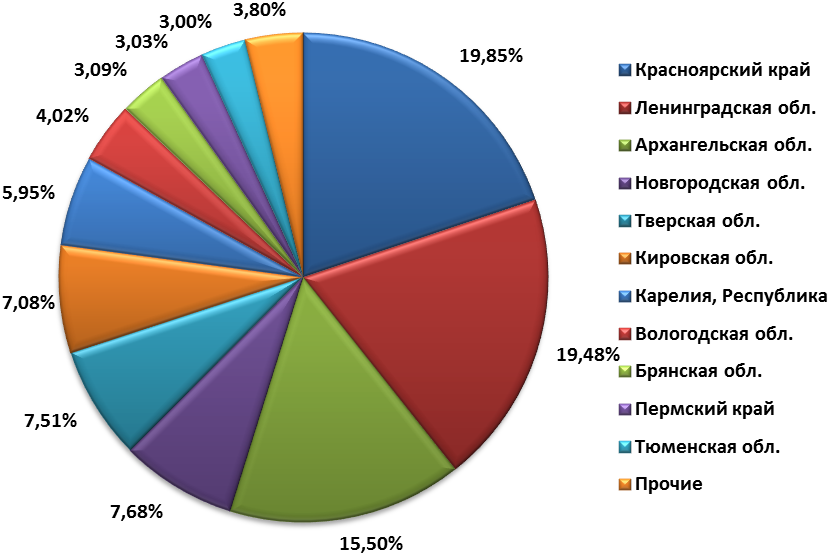 3,80%
3,00%
3,03%
3,09%
4,02%
5,95%
7,08%
7,51%
7,68%
15,50%
19,48%
19,85%
Красноярский край
Ленинградская обл.
Архангельская обл.
Новгородская обл.
Тверская обл.
Кировская обл.
Карелия, Республика
Вологодская обл.
Брянская обл.
Пермский край
Тюменская обл.
Прочие